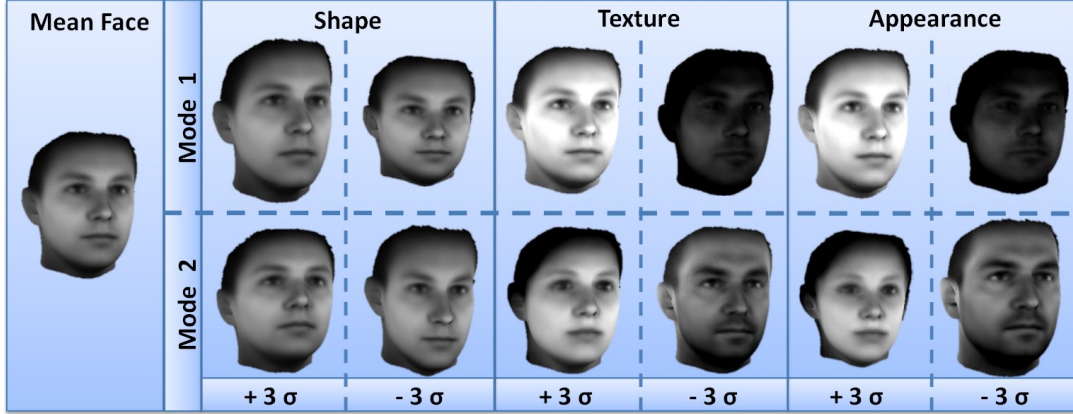 Mean Face
Shape
Texture
Appearance
Mode 1
Mode 2
+ 3 σ
- 3 σ
+ 3 σ
- 3 σ
+ 3 σ
- 3 σ